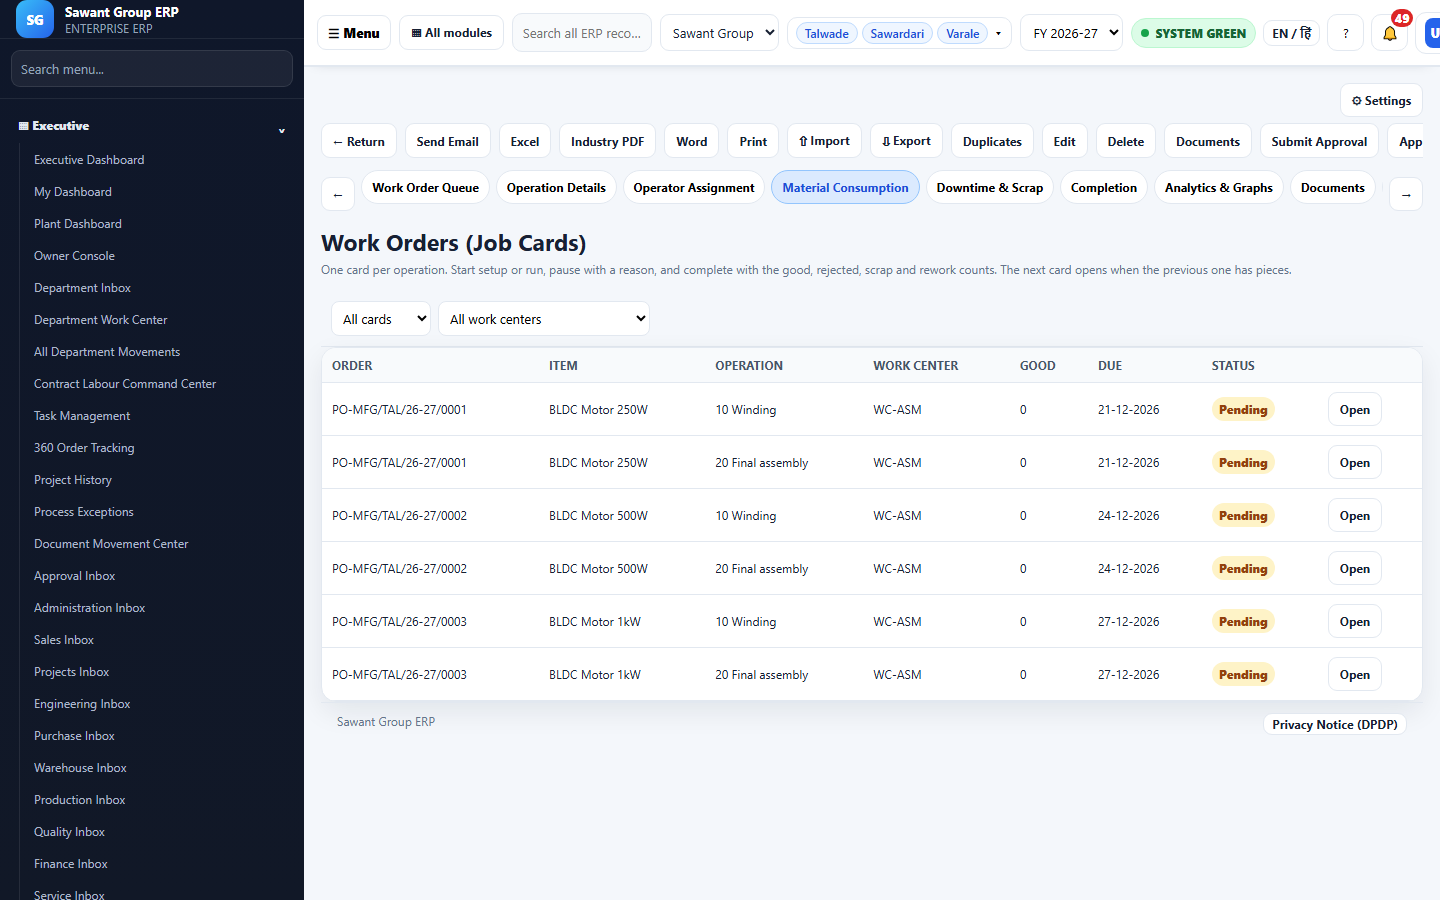 SG
Sawant Group ERP
ENTERPRISE ERP
Search menu...
Executive
Executive Dashboard
My Dashboard
Plant Dashboard
Owner Console
Department Inbox
Department Work Center
All Department Movements
Contract Labour Command Center
Task Management
360 Order Tracking
Project History
Process Exceptions
Document Movement Center
Approval Inbox
Administration Inbox
Sales Inbox
Projects Inbox
Engineering Inbox
Purchase Inbox
Warehouse Inbox
Production Inbox
Quality Inbox
Finance Inbox
Service Inbox
☰ Menu All modules Search all ERP reco... Sawant Group Talwade Sawardari Varale FY 2026-27 SYSTEM GREEN EN / हिं ? 49 U
Settings
← Return Send Email Excel Industry PDF Word Print ⇧ Import ⇩ Export Duplicates Edit Delete Documents Submit Approval App
← Work Order Queue Operation Details Operator Assignment Material Consumption Downtime & Scrap Completion Analytics & Graphs Documents →
Work Orders (Job Cards)
One card per operation. Start setup or run, pause with a reason, and complete with the good, rejected, scrap and rework counts. The next card opens when the previous one has pieces.
All cards All work centers
ORDER ITEM OPERATION WORK CENTER GOOD DUE STATUS
PO-MFG/TAL/26-27/0001 BLDC Motor 250W 10 Winding WC-ASM 0 21-12-2026 Pending Open
PO-MFG/TAL/26-27/0001 BLDC Motor 250W 20 Final assembly WC-ASM 0 21-12-2026 Pending Open
PO-MFG/TAL/26-27/0002 BLDC Motor 500W 10 Winding WC-ASM 0 24-12-2026 Pending Open
PO-MFG/TAL/26-27/0002 BLDC Motor 500W 20 Final assembly WC-ASM 0 24-12-2026 Pending Open
PO-MFG/TAL/26-27/0003 BLDC Motor 1kW 10 Winding WC-ASM 0 27-12-2026 Pending Open
PO-MFG/TAL/26-27/0003 BLDC Motor 1kW 20 Final assembly WC-ASM 0 27-12-2026 Pending Open
Sawant Group ERP Privacy Notice (DPDP)